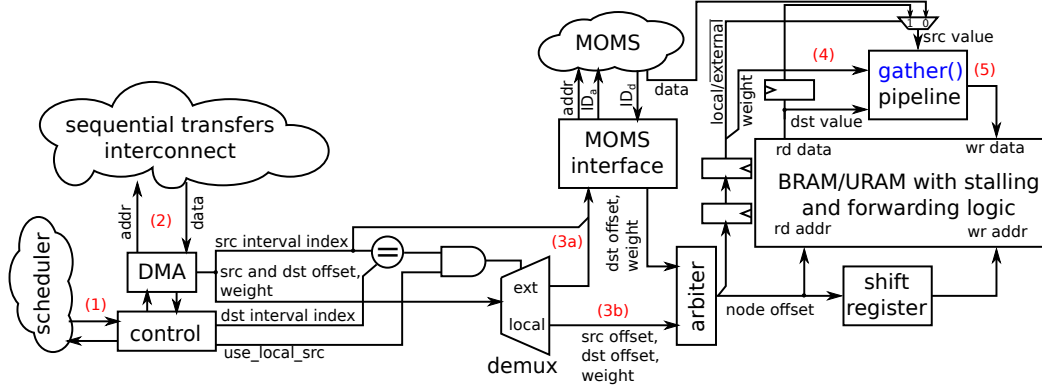 MOMS
1 0
src value
local/external
weight
(4)
gather()
pipeline
(5)
addr
ID_a
ID_d
data
dst value
sequential transfers
interconnect
MOMS
interface
rd data
wr data
BRAM/URAM with stalling
and forwarding logic
rd addr
wr addr
addr
(2)
data
scheduler
(1)
DMA
control
src interval index
src and dst offset,
weight
dst interval index
use_local_src
=
(3a)
ext
local
demux
(3b)
src offset,
dst offset,
weight
dst offset,
weight
arbiter
node offset
shift
register